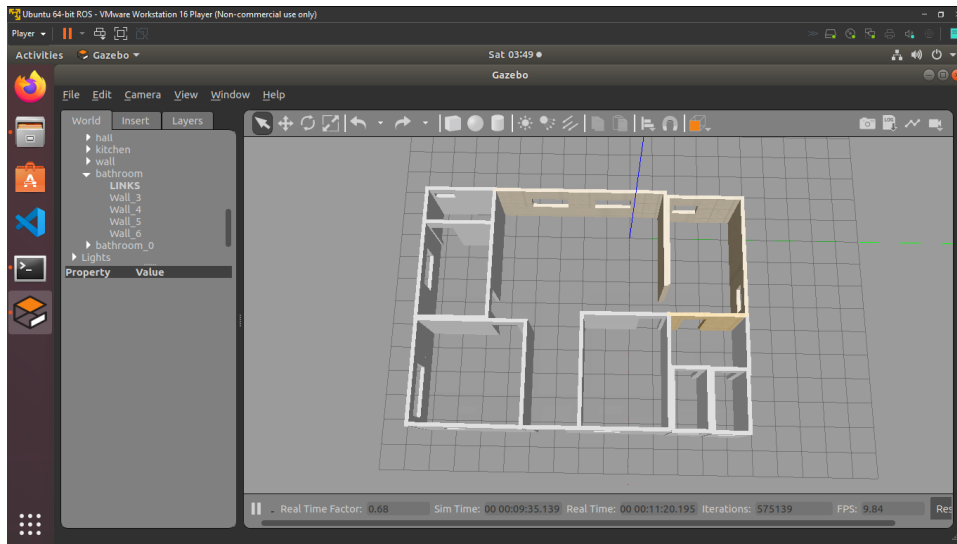 Ubuntu 64-bit ROS - VMware Workstation 16 Player (Non-commercial use only)
Player
Activities Gazebo Sat 03:49
Gazebo
File Edit Camera View Window Help
World Insert Layers
hall
kitchen
wall
bathroom
LINKS
Wall_3
Wall_4
Wall_5
Wall_6
bathroom_0
Lights
Property Value
Real Time Factor: 0.68 Sim Time: 00 00:09:35.139 Real Time: 00 00:11:20.195 Iterations: 575139 FPS: 9.84 Res